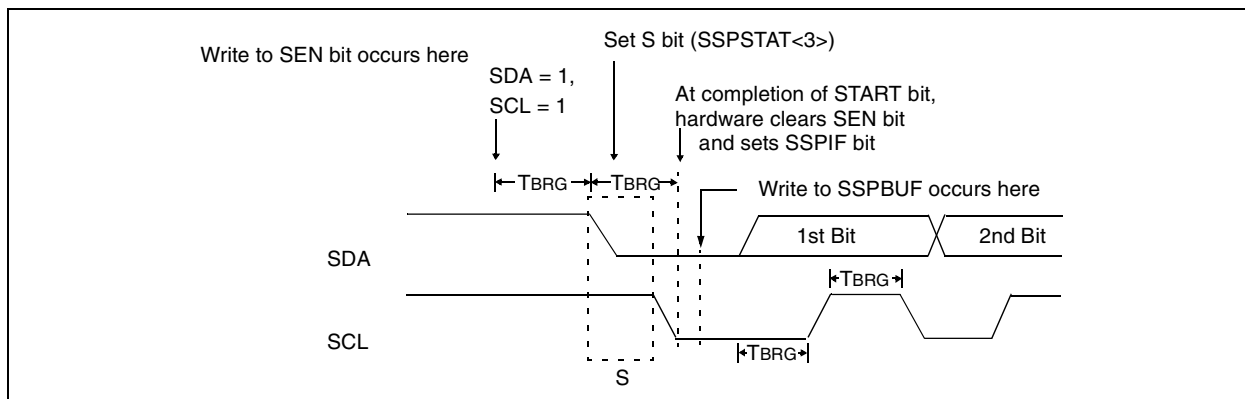 Write to SEN bit occurs here
Set S bit (SSPSTAT<3>)
SDA = 1,
SCL = 1
At completion of START bit,
hardware clears SEN bit
and sets SSPIF bit
TBRG
TBRG
Write to SSPBUF occurs here
1st Bit
2nd Bit
SDA
TBRG
SCL
TBRG
S